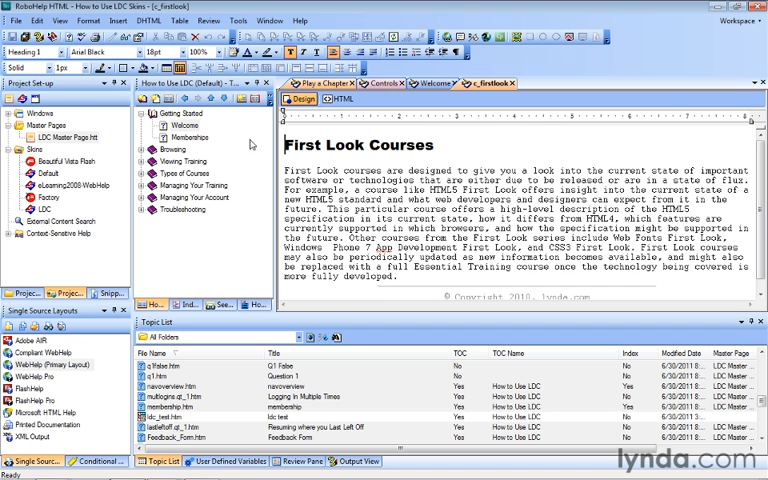 RoboHelp HTML - How to Use LDC Skins - [c_firstlook]
File Edit Format Insert DHTML Table Review Tools Window Help
Workspace
Heading 1 Arial Black 18pt 100%
Solid 1px
Project Set-up
Windows
Master Pages
LDC Master Page.htt
Skins
Beautiful Vista Flash
Default
eLearning2008-WebHelp
Factory
LDC
External Content Search
Context-Sensitive Help
Projec... Projec... Snipp...
How to Use LDC (Default) -
Getting Started
Welcome
Memberships
Browsing
Viewing Training
Types of Courses
Managing Your Training
Managing Your Account
Troubleshooting
Ho... Ind... See... Ho...
Play a Chapter Controls Welcome c_firstlook
Design HTML
First Look Courses
First Look courses are designed to give you a look into the current state of important
software or technologies that are either due to be released or are in a state of flux.
For example, a course like HTML5 First Look offers insight into the current state of a
new HTML5 standard and what web developers and designers can expect from it in the
future. This particular course offers a high-level description of the HTML5
specification in its current state, how it differs from HTML4, which features are
currently supported in which browsers, and how the specification might be supported in
the future. Other courses from the First Look series include Web Fonts First Look,
Windows Phone 7 App Development First Look, and CSS3 First Look. First Look courses
may also be periodically updated as new information becomes available, and might also
be replaced with a full Essential Training course once the technology being covered is
more fully developed.
© Copyright 2010, lynda.com
Single Source Layouts
Adobe AIR
Compliant WebHelp
WebHelp (Primary Layout)
WebHelp Pro
FlashHelp
FlashHelp Pro
Microsoft HTML Help
Printed Documentation
XML Output
Single Sourc... Conditional ...
Topic List
All Folders
File Name Title TOC TOC Name Index Modified Date Master Page
q1false.htm Q1 False No No 6/30/2011 8:... LDC Master ...
q1.htm Question 1 No No 6/30/2011 8:... LDC Master ...
navoverview.htm navoverview Yes How to Use LDC No 6/30/2011 8:... LDC Master ...
multlogins.qt_1.htm Logging In Multiple Times Yes How to Use LDC Yes 6/30/2011 8:... LDC Master ...
membership.htm membership Yes How to Use LDC Yes 6/30/2011 8:... LDC Master ...
ldc_test.htm ldc test Yes How to Use LDC No 6/30/2011 8:...
lastleftoff.qt_1.htm Resuming where you Last Left Off Yes How to Use LDC Yes 6/30/2011 8:... LDC Master ...
Feedback_Form.htm Feedback Form Yes How to Use LDC Yes 6/30/2011 8:... LDC Master ...
Topic List User Defined Variables Review Pane Output View
Ready
lynda.com